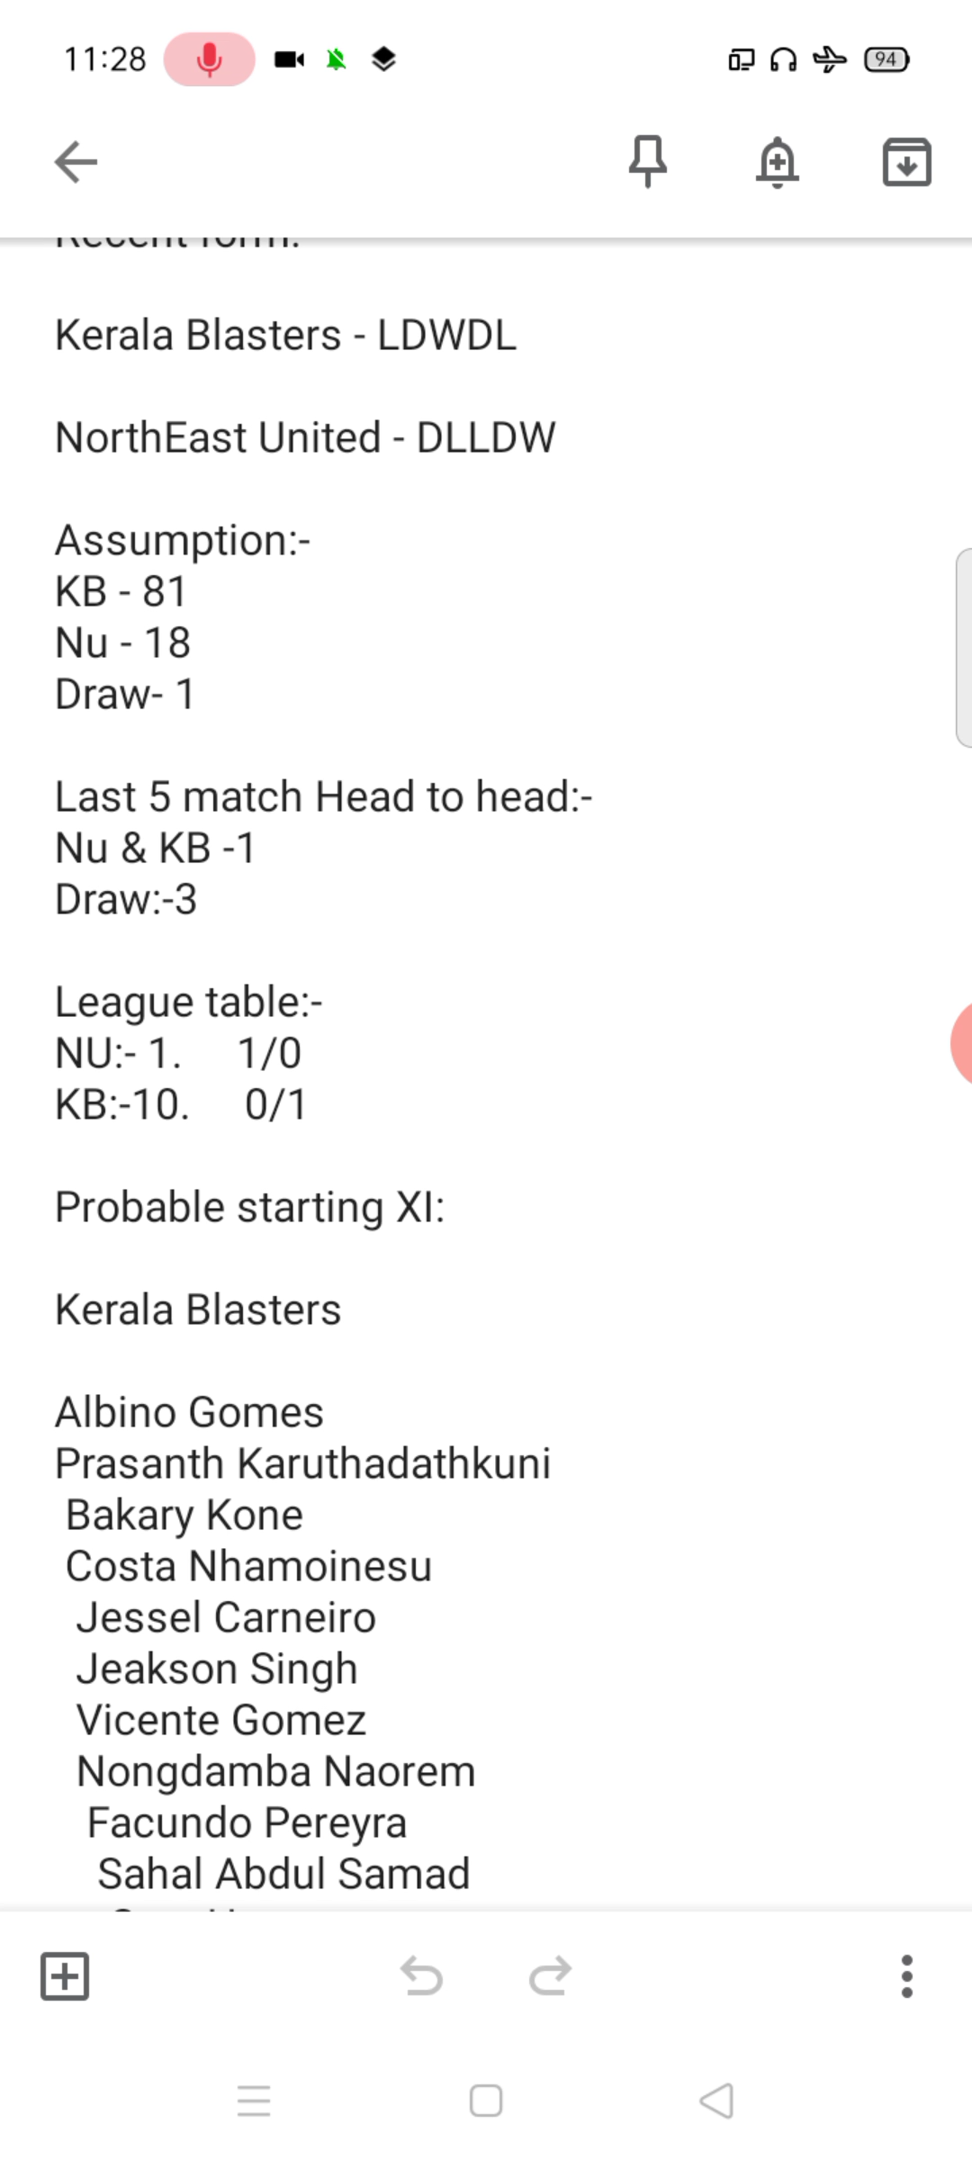 11:28
94
Recent form:
Kerala Blasters - LDWDL
NorthEast United - DLLDW
Assumption:-
KB - 81
Nu - 18
Draw- 1
Last 5 match Head to head:-
Nu & KB -1
Draw:-3
League table:-
NU:- 1. 1/0
KB:-10. 0/1
Probable starting XI:
Kerala Blasters
Albino Gomes
Prasanth Karuthadathkuni
Bakary Kone
Costa Nhamoinesu
Jessel Carneiro
Jeakson Singh
Vicente Gomez
Nongdamba Naorem
Facundo Pereyra
Sahal Abdul Samad